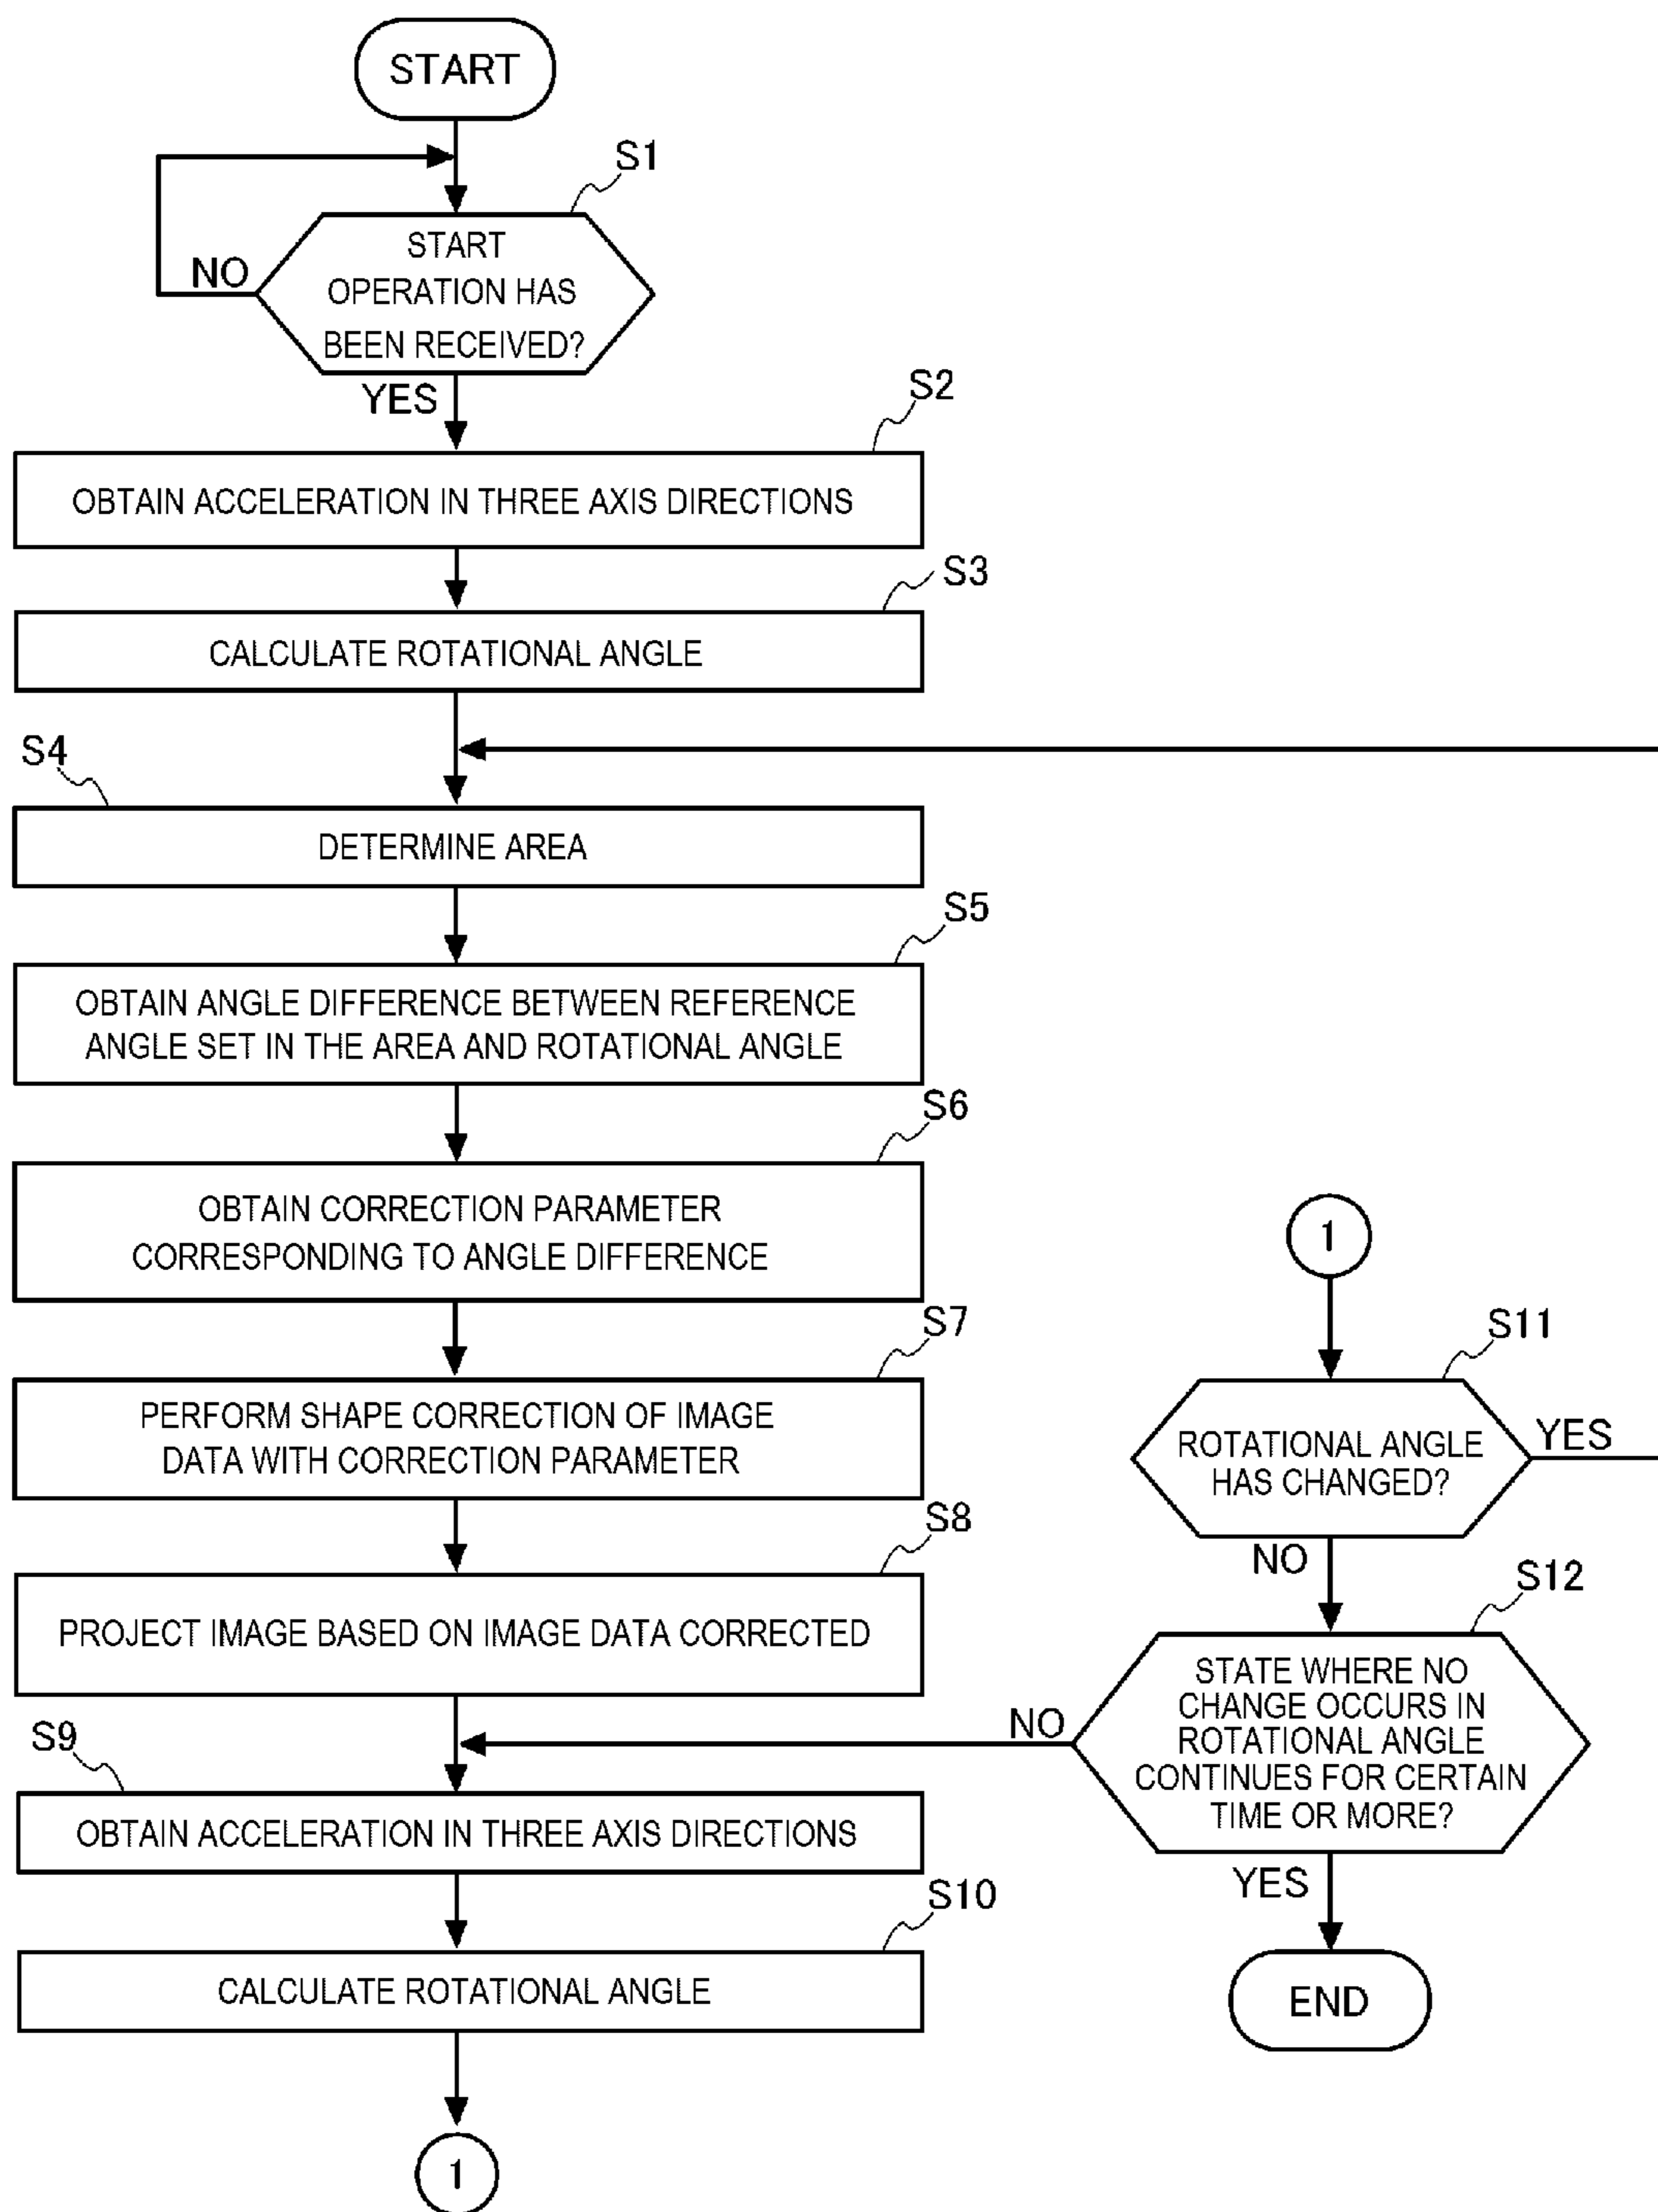 START
S1
START
OPERATION HAS
BEEN RECEIVED?
NO
YES
S2
OBTAIN ACCELERATION IN THREE AXIS DIRECTIONS
S3
CALCULATE ROTATIONAL ANGLE
S4
DETERMINE AREA
S5
OBTAIN ANGLE DIFFERENCE BETWEEN REFERENCE
ANGLE SET IN THE AREA AND ROTATIONAL ANGLE
S6
OBTAIN CORRECTION PARAMETER
CORRESPONDING TO ANGLE DIFFERENCE
S7
PERFORM SHAPE CORRECTION OF IMAGE
DATA WITH CORRECTION PARAMETER
S8
PROJECT IMAGE BASED ON IMAGE DATA CORRECTED
S9
OBTAIN ACCELERATION IN THREE AXIS DIRECTIONS
S10
CALCULATE ROTATIONAL ANGLE
1
1
S11
ROTATIONAL ANGLE
HAS CHANGED?
YES
NO
S12
STATE WHERE NO
CHANGE OCCURS IN
ROTATIONAL ANGLE
CONTINUES FOR CERTAIN
TIME OR MORE?
NO
YES
END